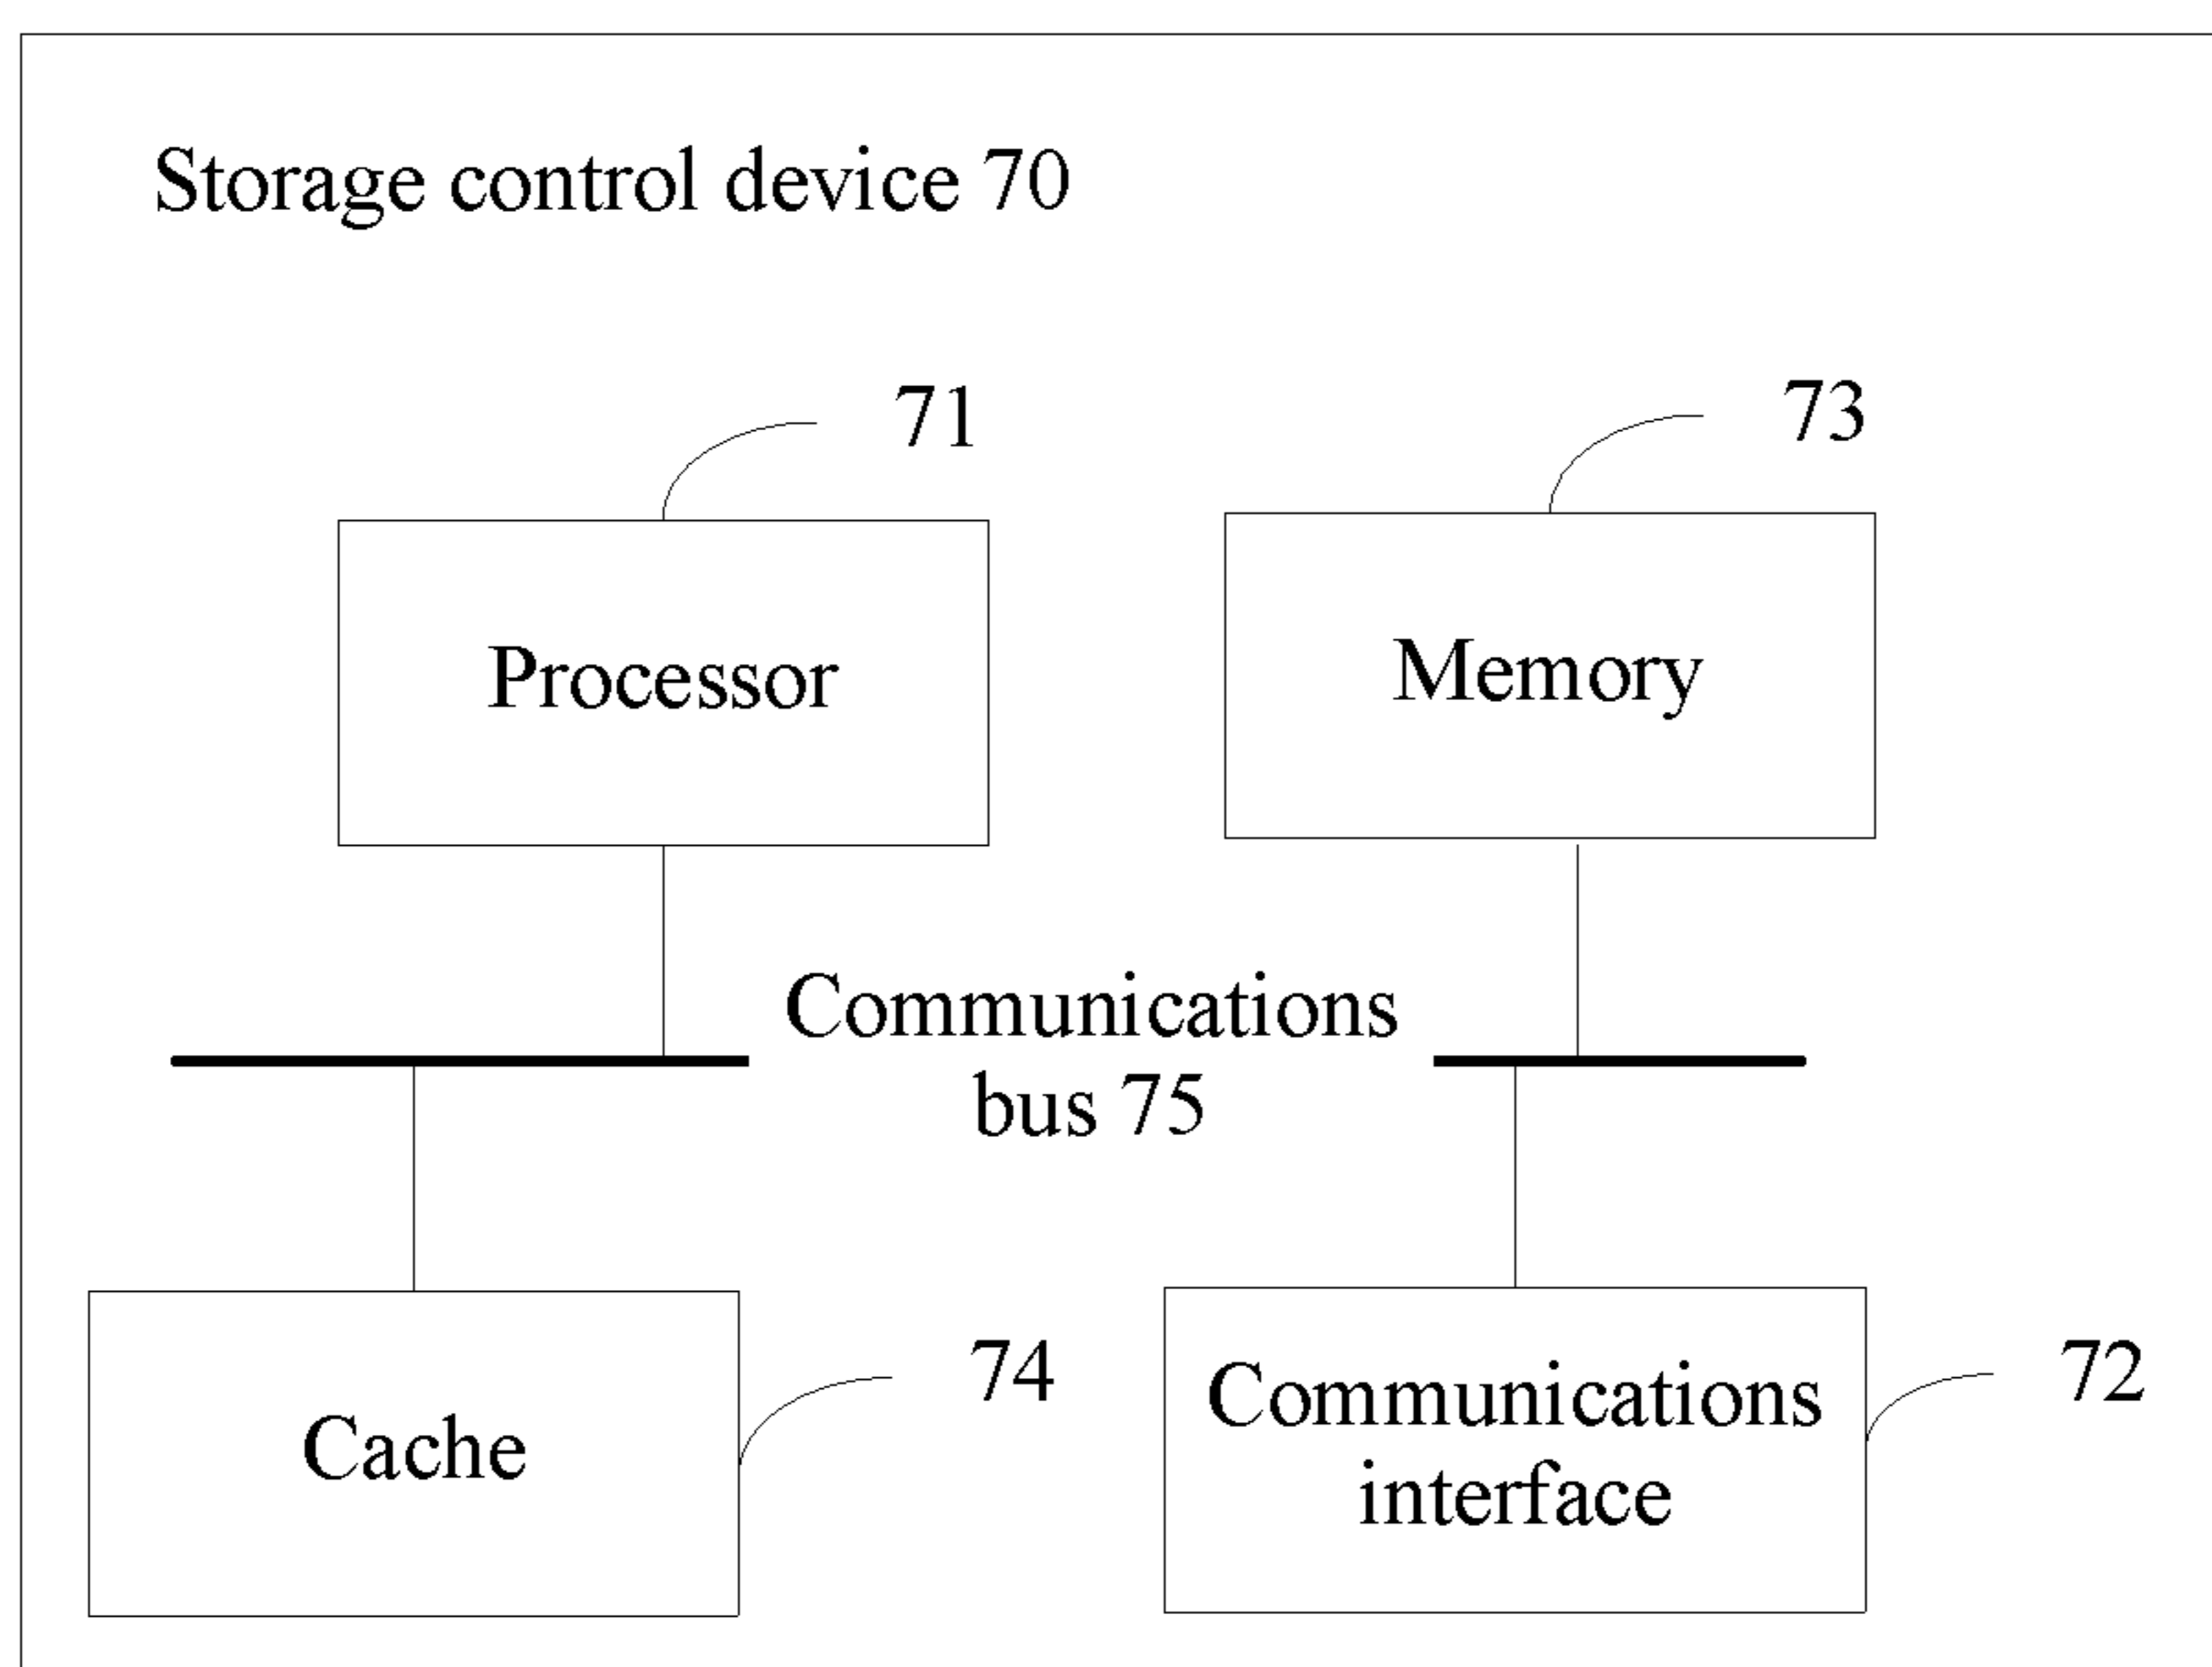 Storage control device 70
71
73
Processor
Memory
Communications
bus 75
74
72
Cache
Communications
interface